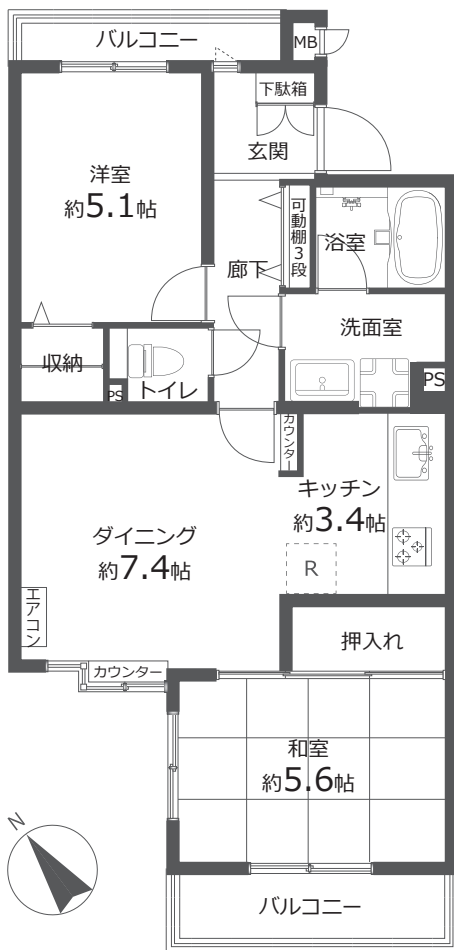 バルコニー
MB
下駄箱
玄関
洋室
約5.1帖
廊下
可動棚3段
浴室
洗面室
収納
トイレ
PS
PS
カウンター
キッチン
約3.4帖
ダイニング
約7.4帖
R
エアコン
カウンター
押入れ
和室
約5.6帖
N
バルコニー